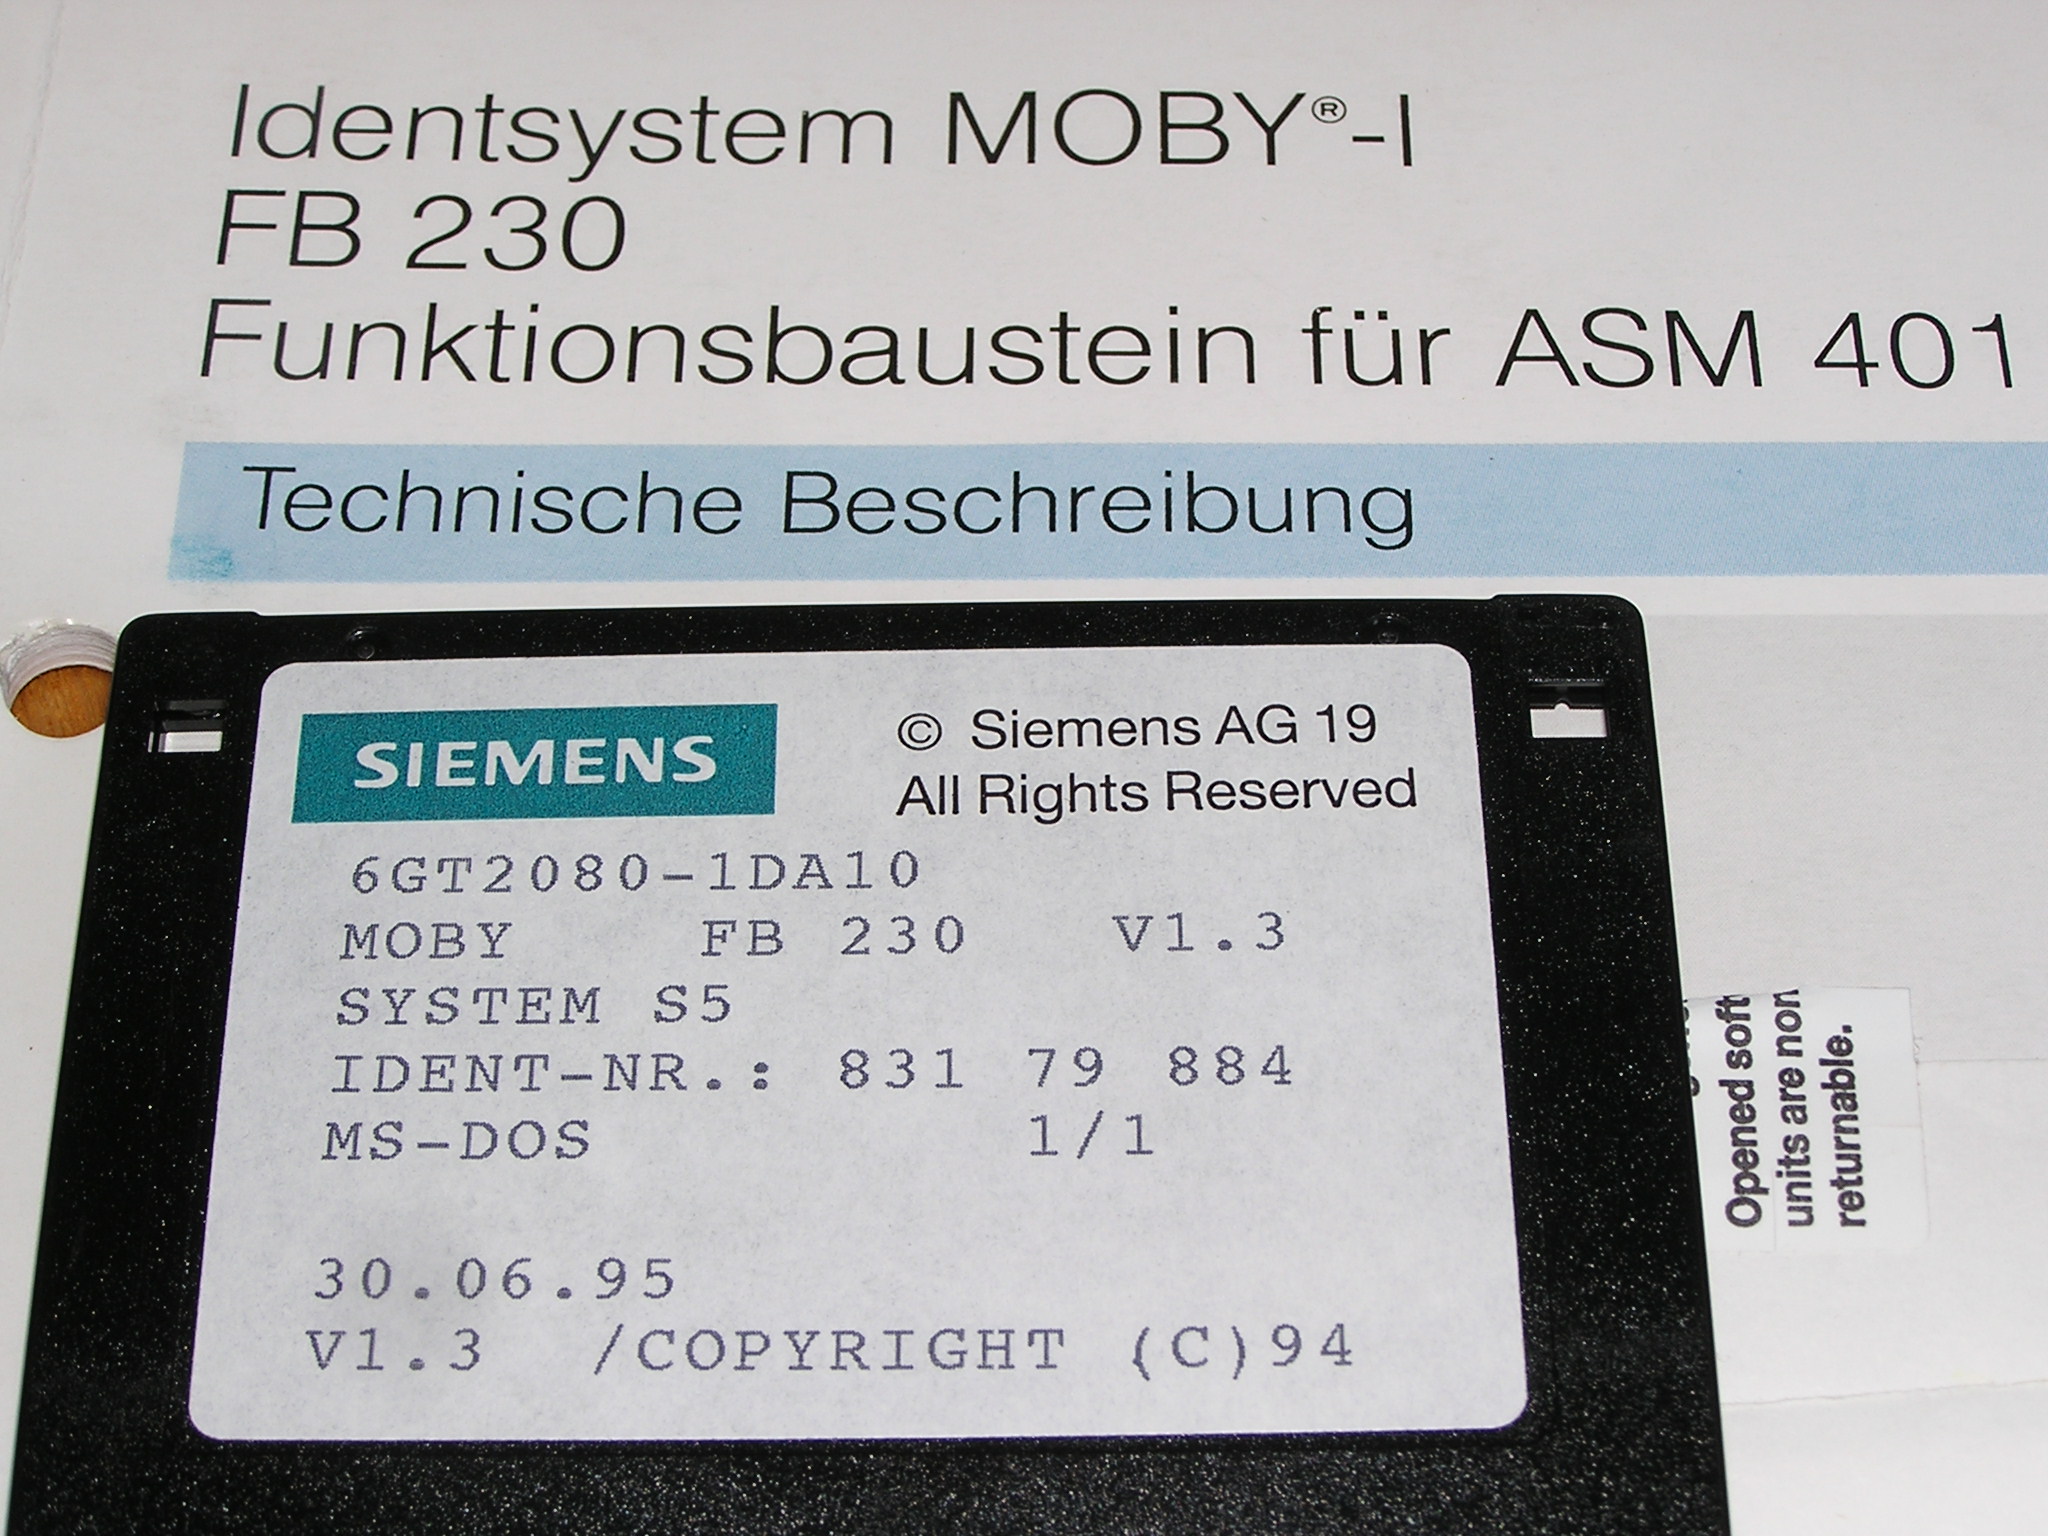 Identsystem MOBY®-I
FB 230
Funktionsbaustein für ASM 401
Technische Beschreibung
SIEMENS
© Siemens AG 19
All Rights Reserved
6GT2080-1DA10
MOBY FB 230 V1.3
SYSTEM S5
IDENT-NR.: 831 79 884
MS-DOS 1/1
30.06.95
V1.3 /COPYRIGHT (C)94
Opened soft
units are non
returnable.